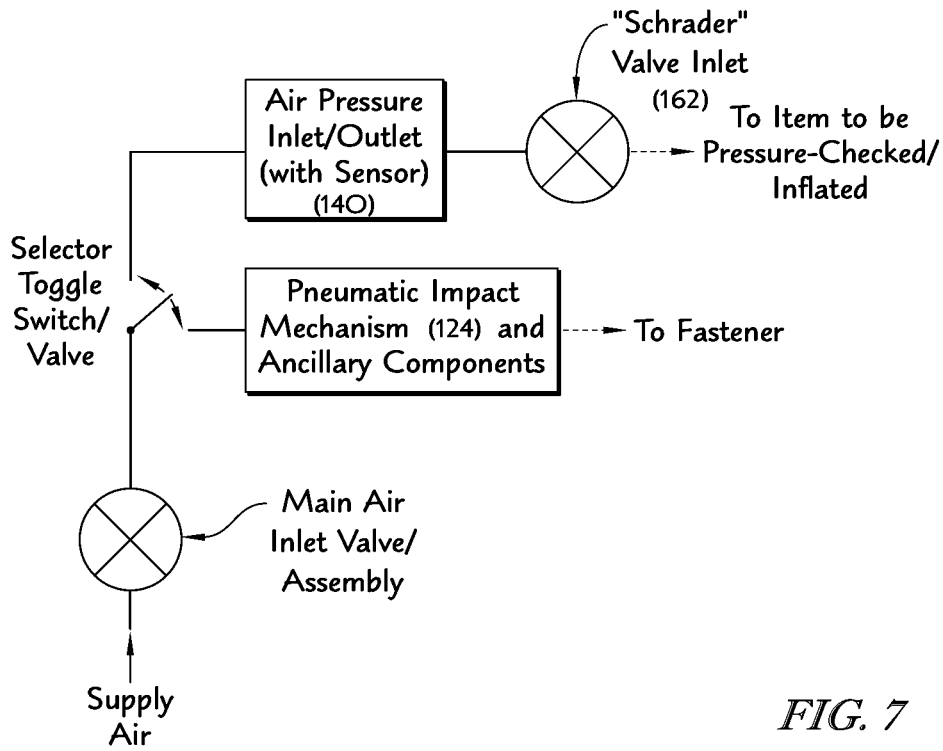 "Schrader"
Valve Inlet
(162)
Air Pressure
Inlet/Outlet
(with Sensor)
(140)
To Item to be
Pressure-Checked/
Inflated
Selector
Toggle
Switch/
Valve
Pneumatic Impact
Mechanism (124) and
Ancillary Components
To Fastener
Main Air
Inlet Valve/
Assembly
Supply
Air
FIG. 7